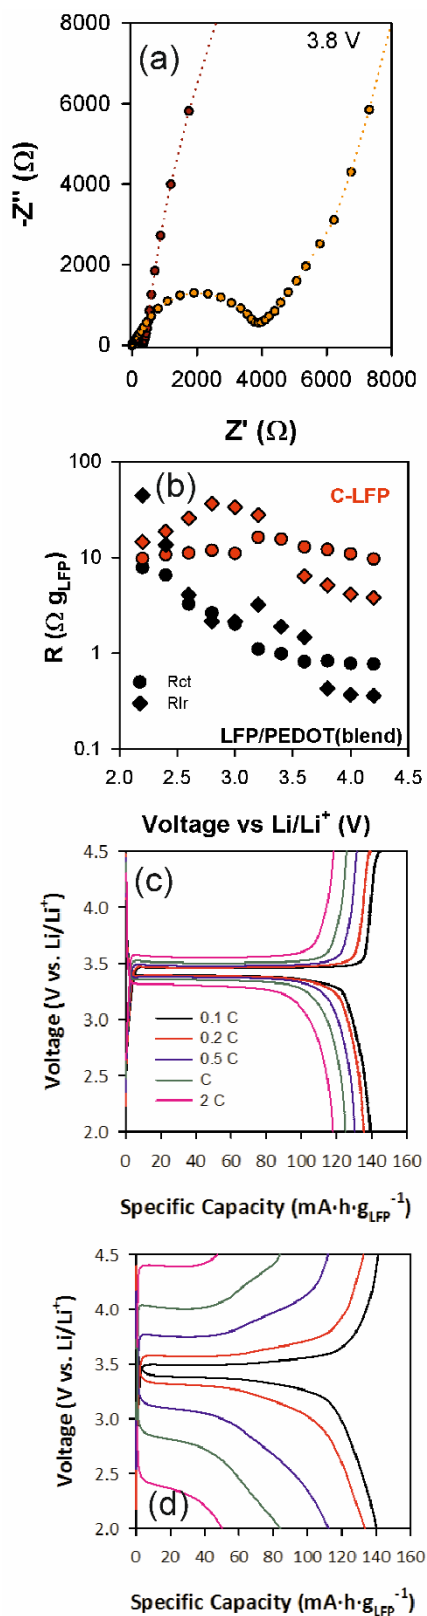 (a)
3.8 V
8000
6000
4000
2000
0
-Z'' (Ω)
0 2000 4000 6000 8000
Z' (Ω)
(b)
C-LFP
100
10
1
0.1
R (Ω g_LFP)
Rct
Rlr
LFP/PEDOT(blend)
2.0 2.5 3.0 3.5 4.0 4.5
Voltage vs Li/Li⁺ (V)
(c)
4.5
4.0
3.5
3.0
2.5
2.0
Voltage (V vs. Li/Li⁺)
0.1 C
0.2 C
0.5 C
C
2 C
0 20 40 60 80 100 120 140 160
Specific Capacity (mA·h·g_LFP⁻¹)
4.5
4.0
3.5
3.0
2.5
2.0
Voltage (V vs. Li/Li⁺)
(d)
0 20 40 60 80 100 120 140 160
Specific Capacity (mA·h·g_LFP⁻¹)